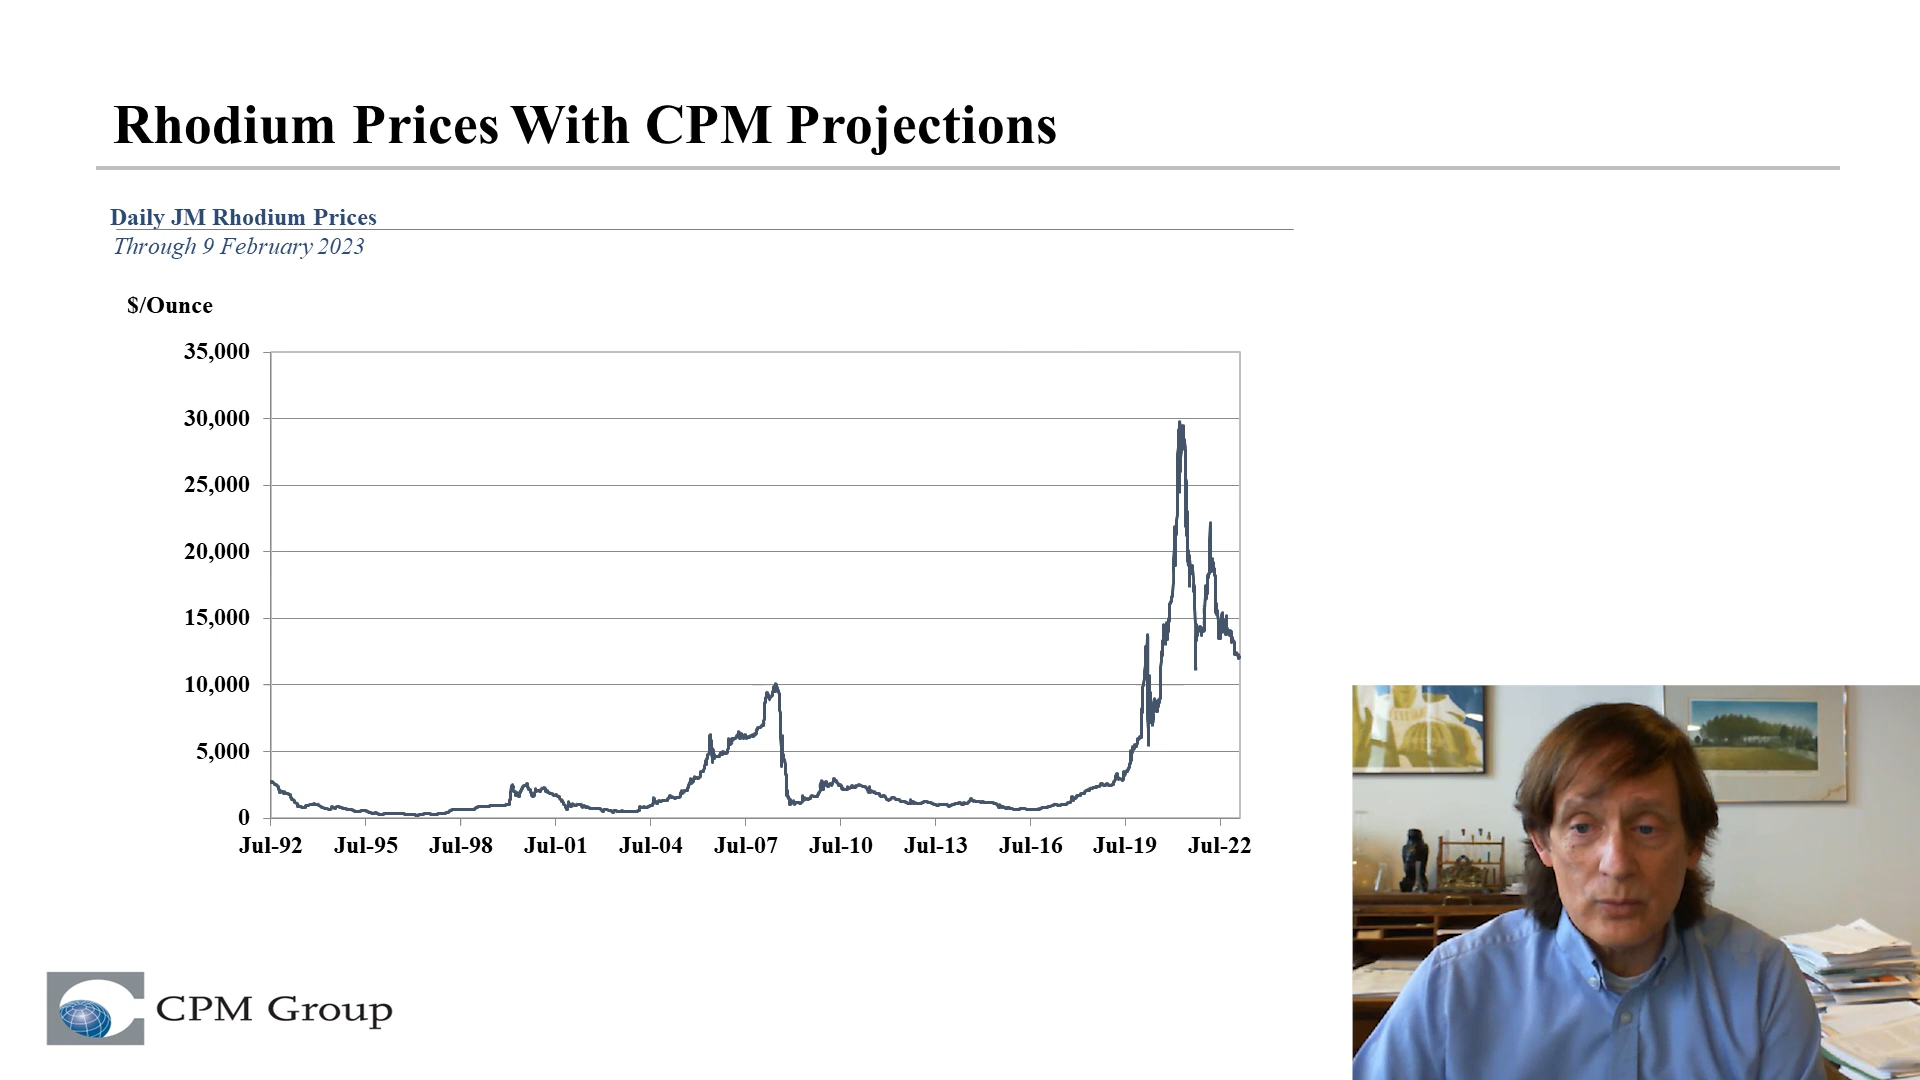 Rhodium Prices With CPM Projections
Daily JM Rhodium Prices
Through 9 February 2023
$/Ounce
35,000
30,000
25,000
20,000
15,000
10,000
5,000
0
Jul-92 Jul-95 Jul-98 Jul-01 Jul-04 Jul-07 Jul-10 Jul-13 Jul-16 Jul-19 Jul-22
CPM Group